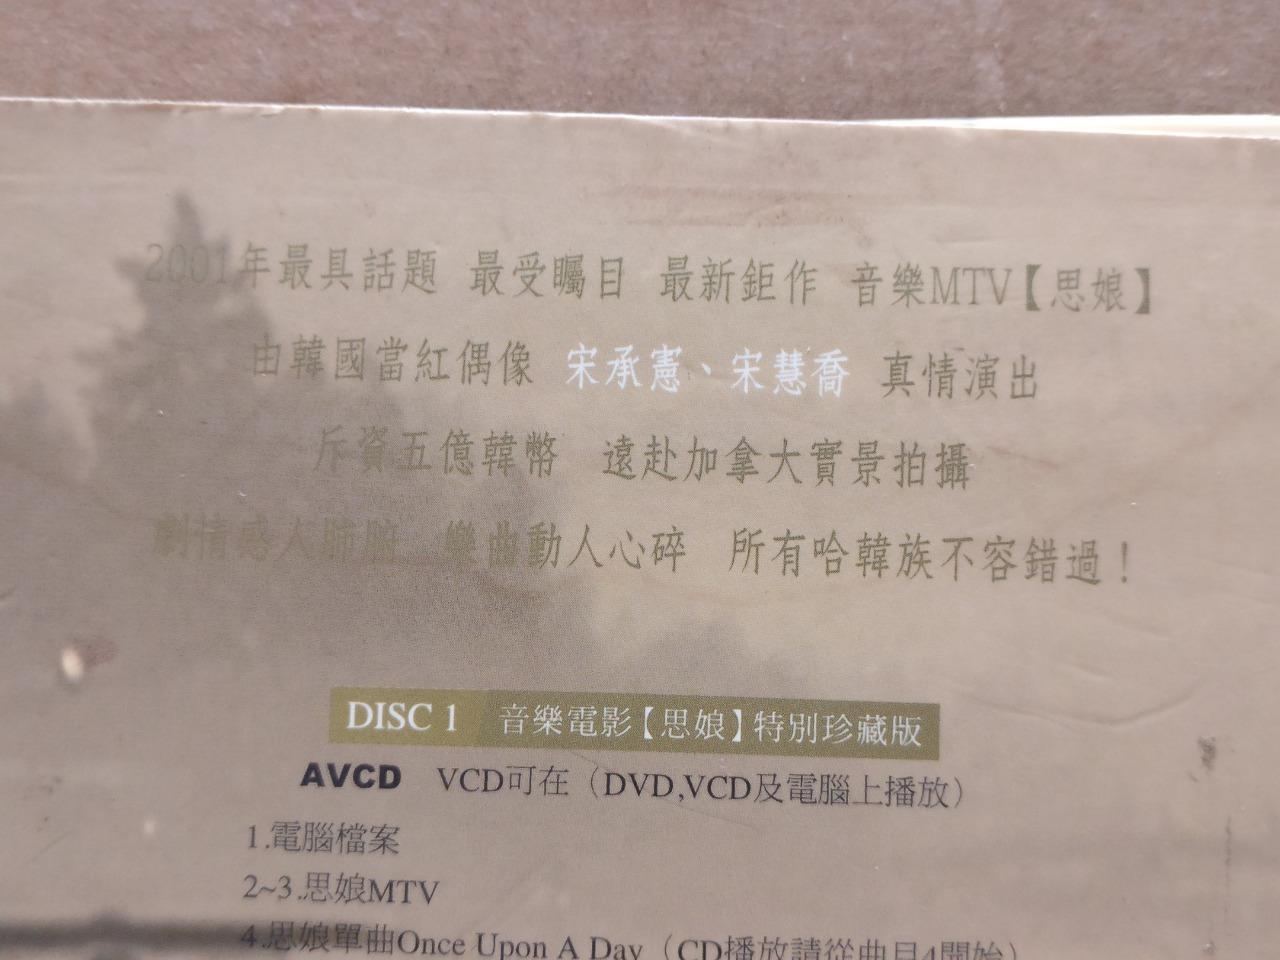 2001年最具話題 最受矚目 最新鉅作 音樂MTV【思娘】
由韓國當紅偶像 宋承憲、宋慧喬 真情演出
斥資五億韓幣 遠赴加拿大實景拍攝
劇情感人肺腑 樂曲動人心碎 所有哈韓族不容錯過！
DISC 1 音樂電影【思娘】特別珍藏版
AVCD VCD可在（DVD,VCD及電腦上播放）
1.電腦檔案
2~3.思娘MTV
4.思娘單曲Once Upon A Day（CD播放請從曲目4開始）